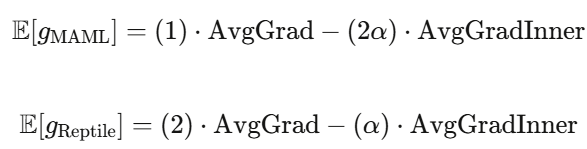 𝔼[g_MAML] = (1) · AvgGrad − (2α) · AvgGradInner
𝔼[g_Reptile] = (2) · AvgGrad − (α) · AvgGradInner